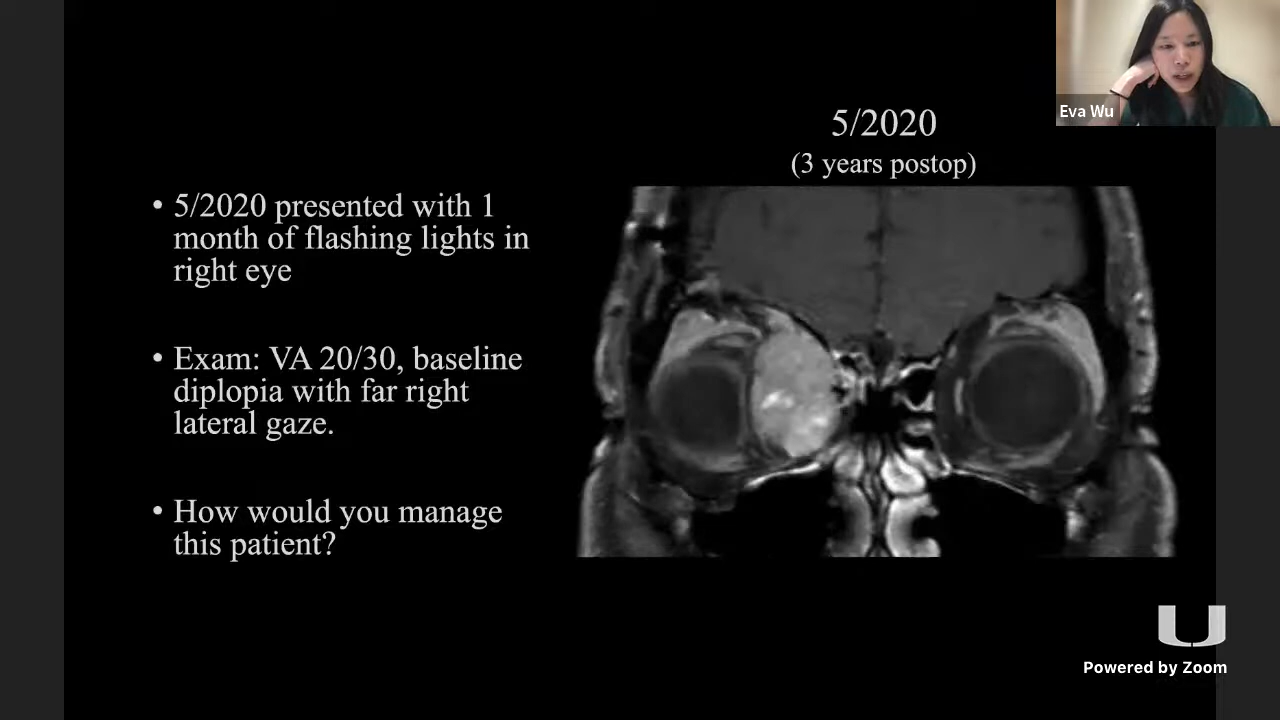 Eva Wu
5/2020
(3 years postop)
• 5/2020 presented with 1
month of flashing lights in
right eye
• Exam: VA 20/30, baseline
diplopia with far right
lateral gaze.
• How would you manage
this patient?
U
Powered by Zoom